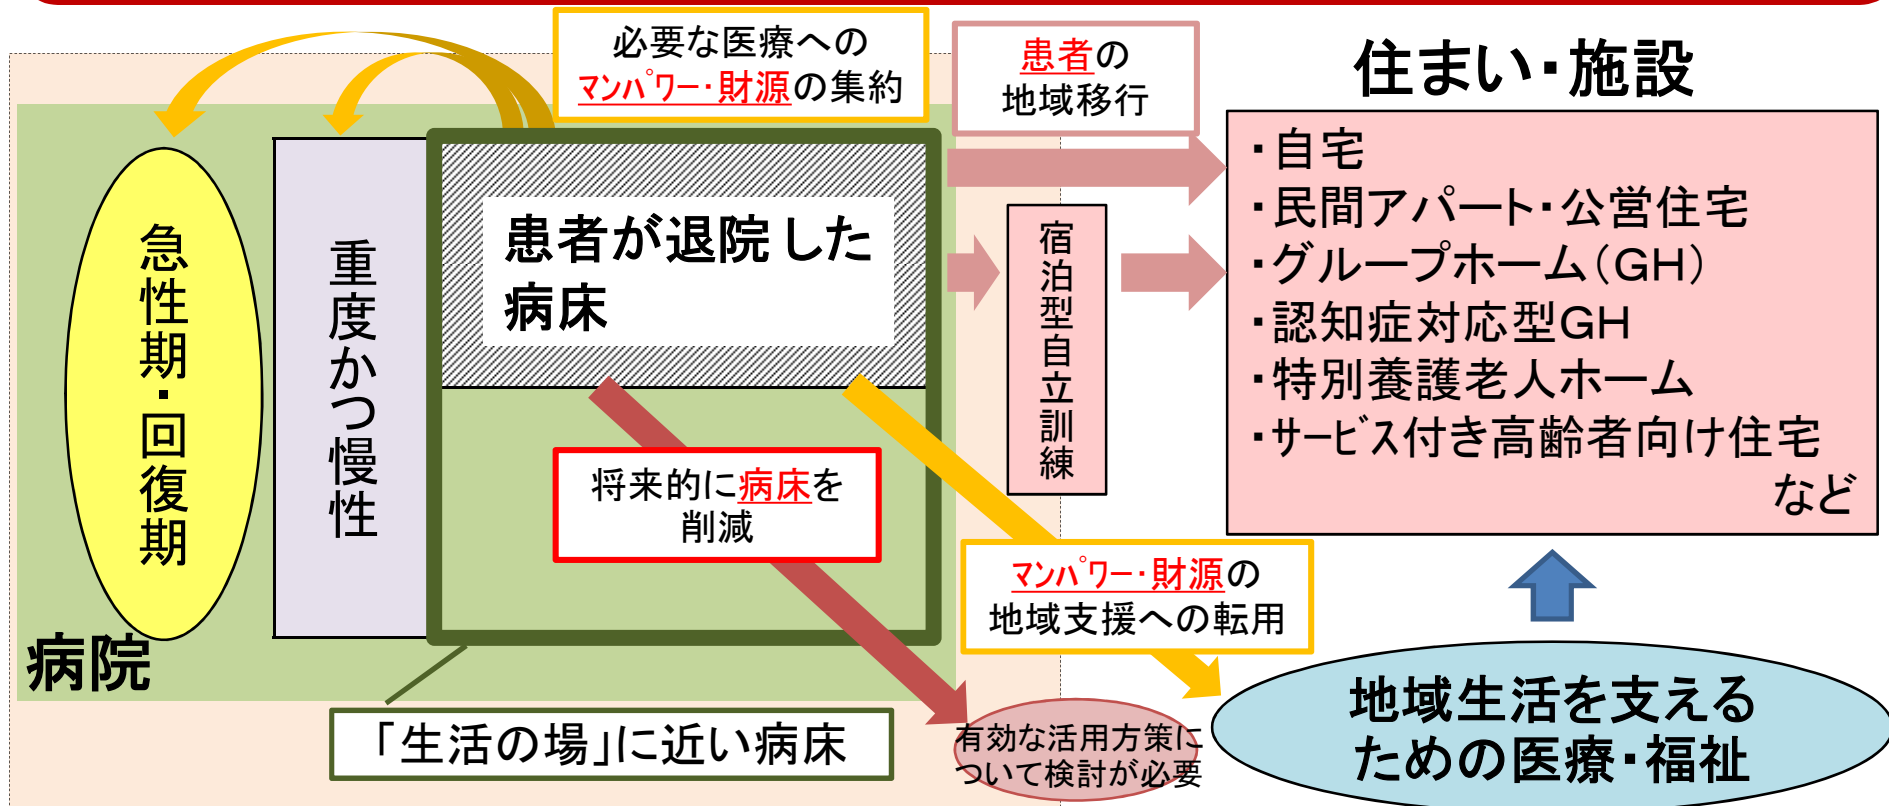 必要な医療への
ﾏﾝﾊﾟﾜｰ・財源の集約
患者の
地域移行
住まい・施設
・自宅
・民間アパート・公営住宅
・グループホーム（GH）
・認知症対応型GH
・特別養護老人ホーム
・ｻｰﾋﾞｽ付き高齢者向け住宅
など
急性期・回復期
重度かつ慢性
患者が退院した
病床
宿泊型自立訓練
将来的に病床を
削減
ﾏﾝﾊﾟﾜｰ・財源の
地域支援への転用
病院
「生活の場」に近い病床
有効な活用方策に
ついて検討が必要
地域生活を支える
ための医療・福祉